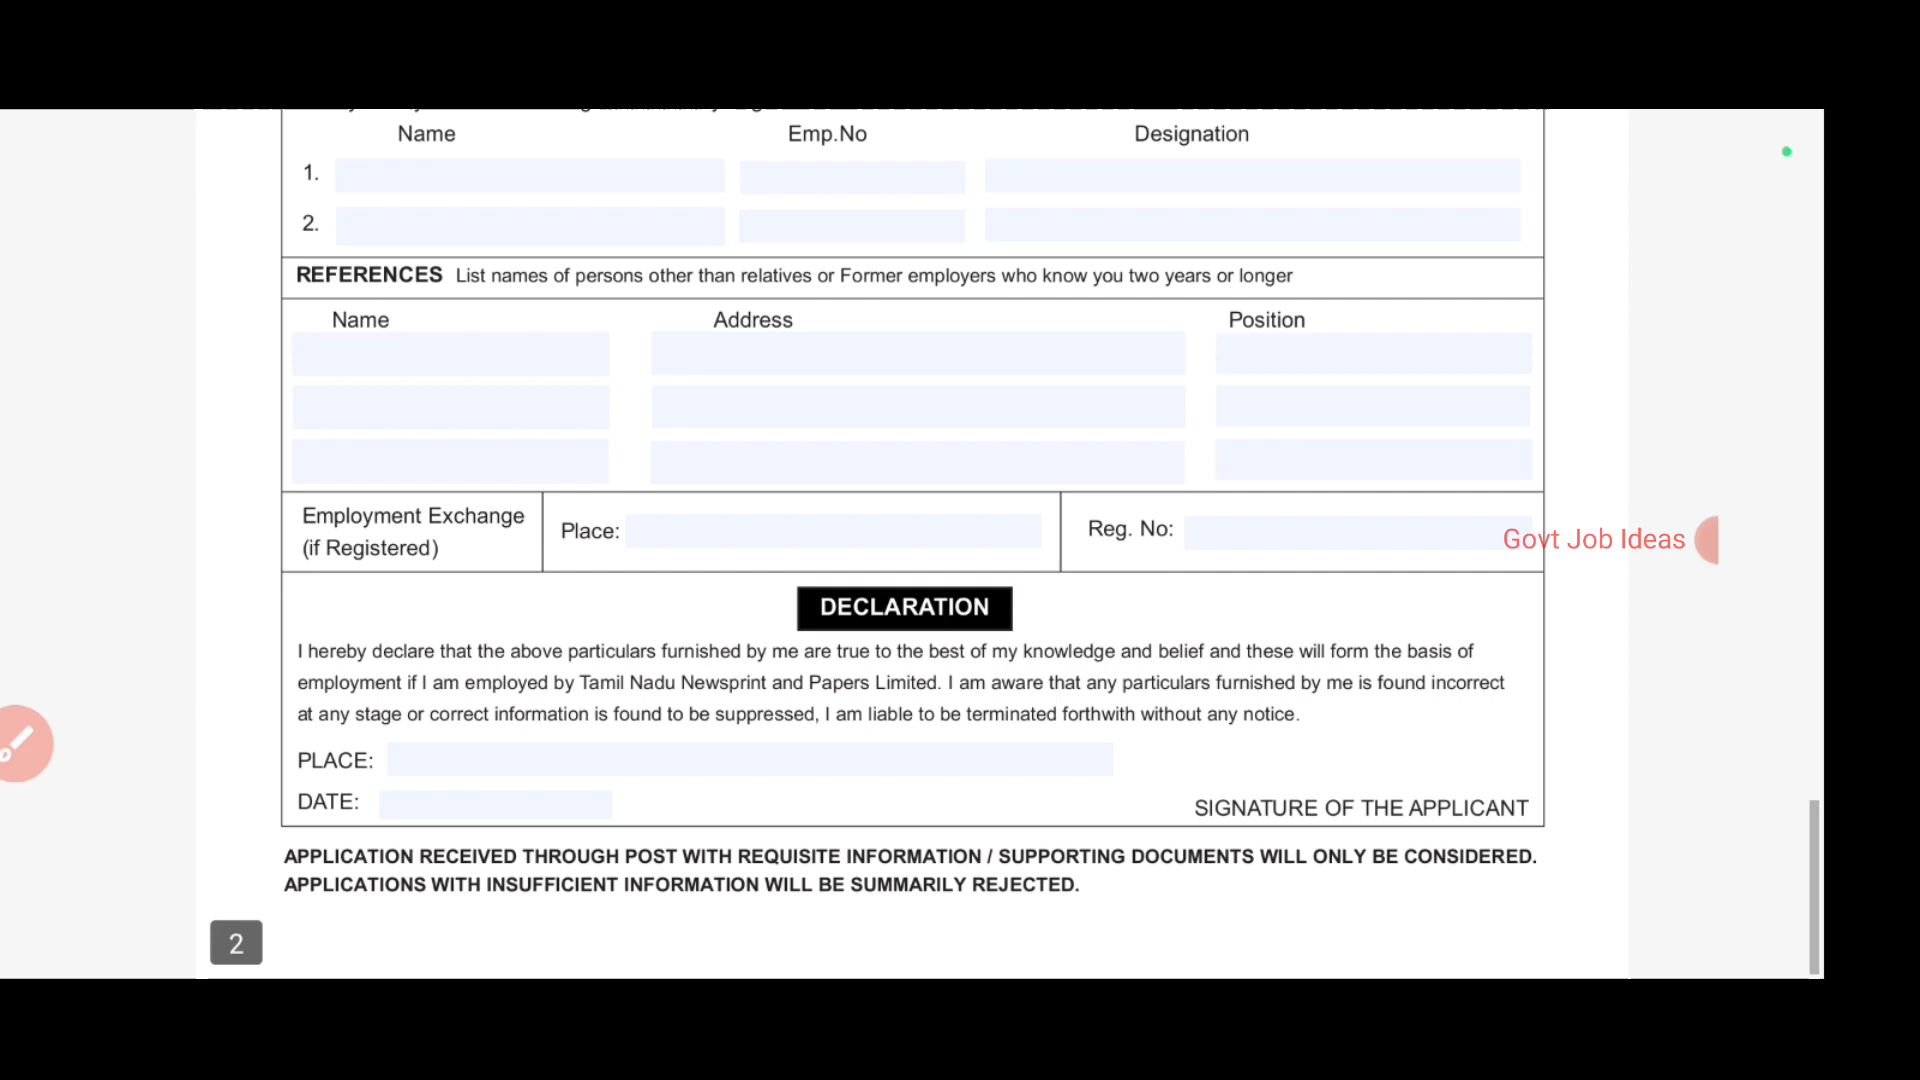 Name Emp.No Designation
1.
2.
REFERENCES List names of persons other than relatives or Former employers who know you two years or longer
Name Address Position
Employment Exchange
(if Registered)
Place:
Reg. No:
Govt Job Ideas
DECLARATION
I hereby declare that the above particulars furnished by me are true to the best of my knowledge and belief and these will form the basis of
employment if I am employed by Tamil Nadu Newsprint and Papers Limited. I am aware that any particulars furnished by me is found incorrect
at any stage or correct information is found to be suppressed, I am liable to be terminated forthwith without any notice.
PLACE:
DATE:
SIGNATURE OF THE APPLICANT
APPLICATION RECEIVED THROUGH POST WITH REQUISITE INFORMATION / SUPPORTING DOCUMENTS WILL ONLY BE CONSIDERED.
APPLICATIONS WITH INSUFFICIENT INFORMATION WILL BE SUMMARILY REJECTED.
2